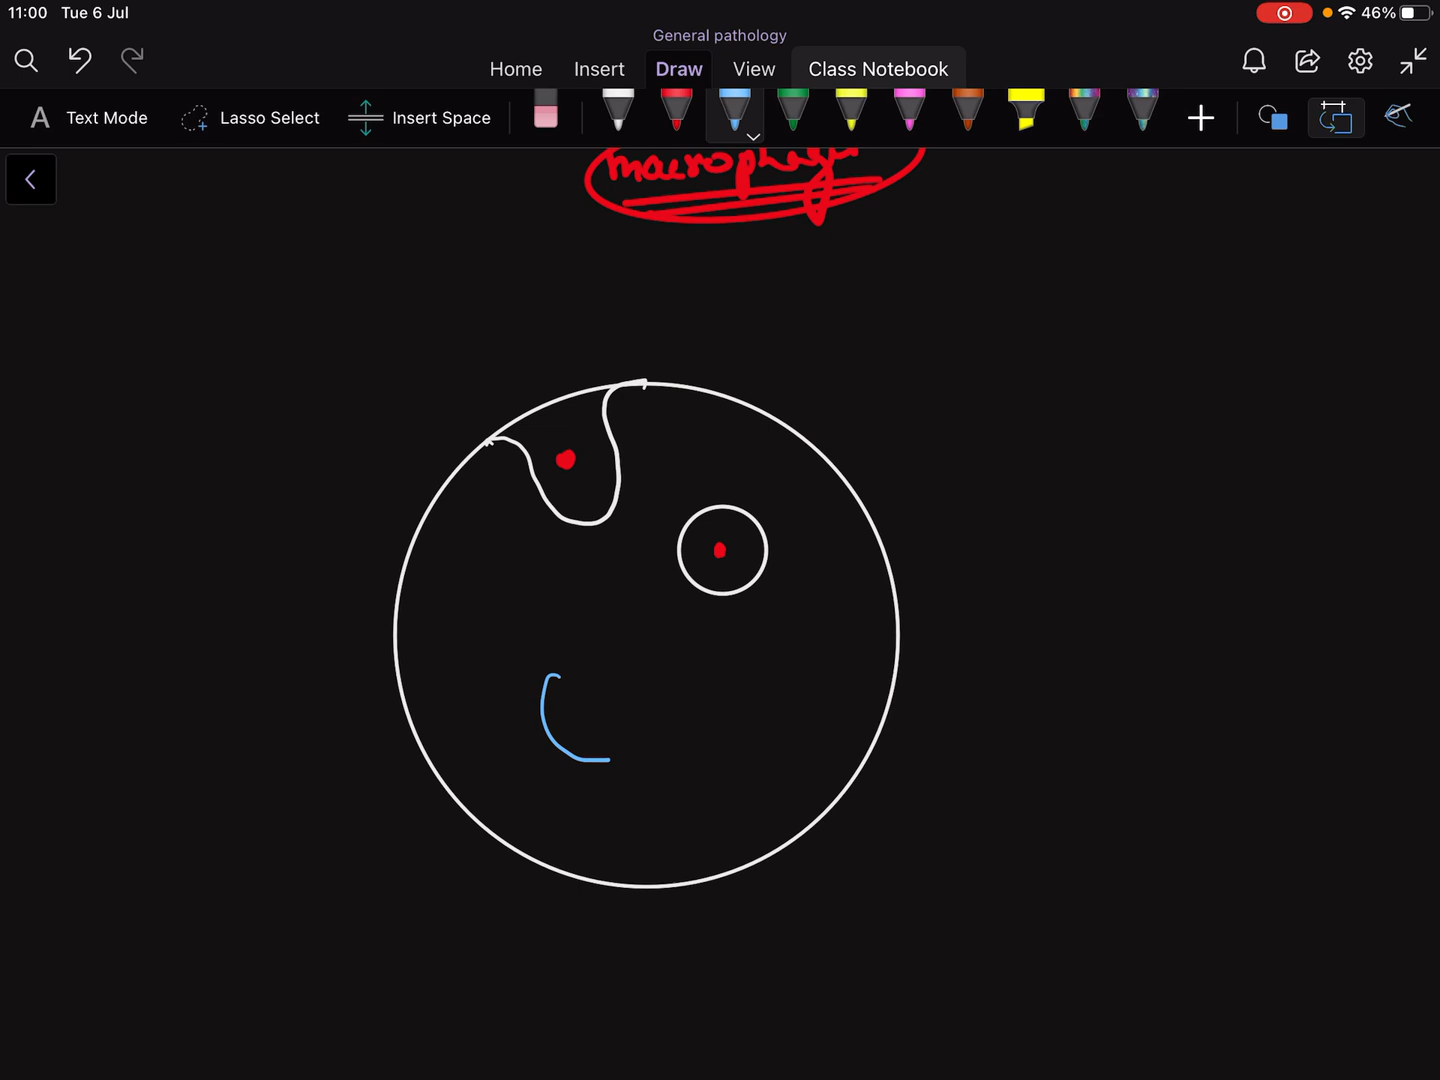 11:00 Tue 6 Jul 46%
General pathology
Home Insert Draw View Class Notebook
A Text Mode Lasso Select Insert Space